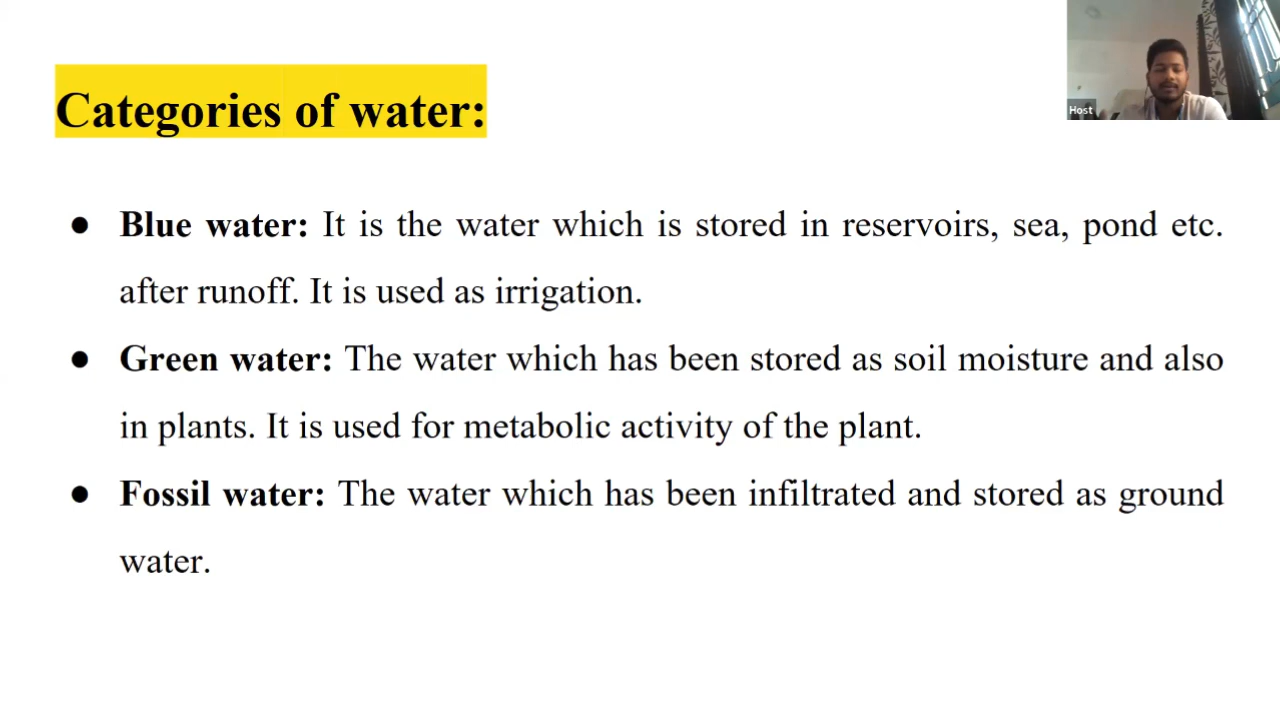 Host
Categories of water:
● Blue water: It is the water which is stored in reservoirs, sea, pond etc.
after runoff. It is used as irrigation.
● Green water: The water which has been stored as soil moisture and also
in plants. It is used for metabolic activity of the plant.
● Fossil water: The water which has been infiltrated and stored as ground
water.